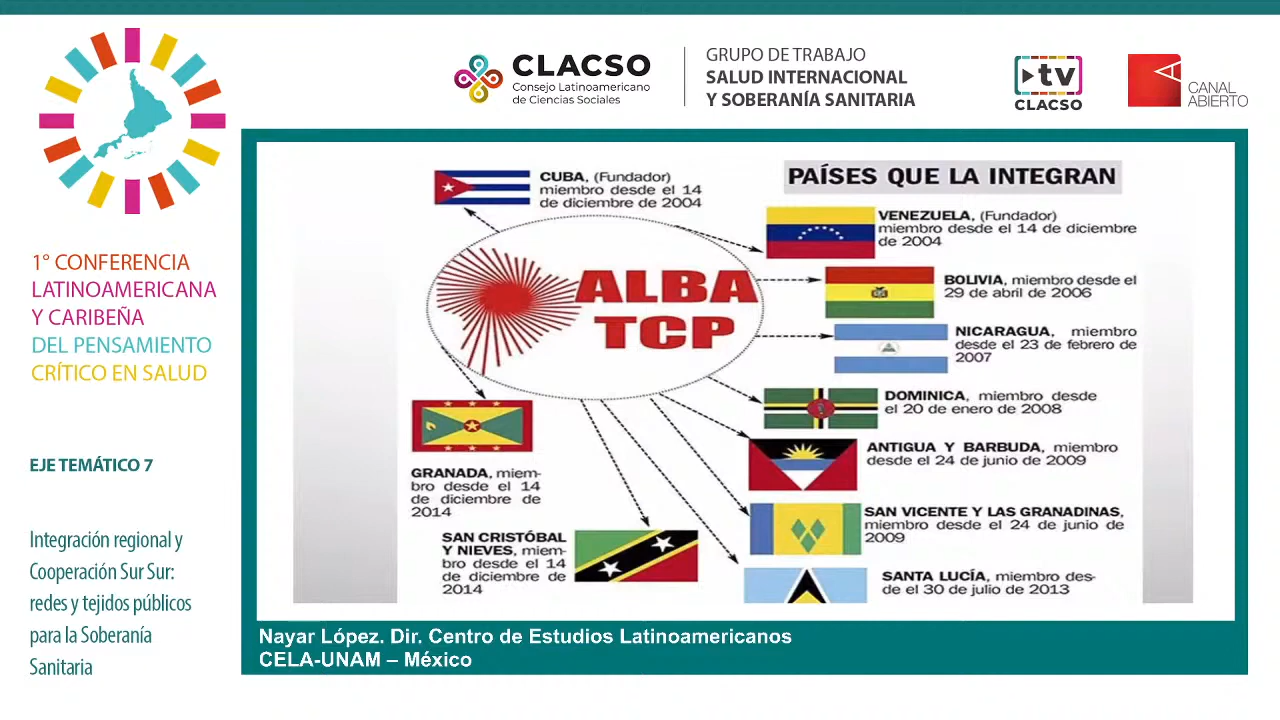 CLACSO
Consejo Latinoamericano
de Ciencias Sociales
GRUPO DE TRABAJO
SALUD INTERNACIONAL
Y SOBERANÍA SANITARIA
tv
CLACSO
CANAL
ABIERTO
1° CONFERENCIA
LATINOAMERICANA
Y CARIBEÑA
DEL PENSAMIENTO
CRÍTICO EN SALUD
EJE TEMÁTICO 7
Integración regional y
Cooperación Sur Sur:
redes y tejidos públicos
para la Soberanía
Sanitaria
PAÍSES QUE LA INTEGRAN
CUBA, (Fundador)
miembro desde el 14
de diciembre de 2004
ALBA
TCP
VENEZUELA, (Fundador)
miembro desde el 14 de diciembre
de 2004
BOLIVIA, miembro desde el
29 de abril de 2006
NICARAGUA, miembro
desde el 23 de febrero de
2007
DOMINICA, miembro desde
el 20 de enero de 2008
ANTIGUA Y BARBUDA, miembro
desde el 24 de junio de 2009
SAN VICENTE Y LAS GRANADINAS,
miembro desde el 24 de junio de
2009
SANTA LUCÍA, miembro des-
de el 30 de julio de 2013
GRANADA, miem-
bro desde el 14
de diciembre de
2014
SAN CRISTÓBAL
Y NIEVES, miem-
bro desde el 14
de diciembre de
2014
Nayar López. Dir. Centro de Estudios Latinoamericanos
CELA-UNAM – México